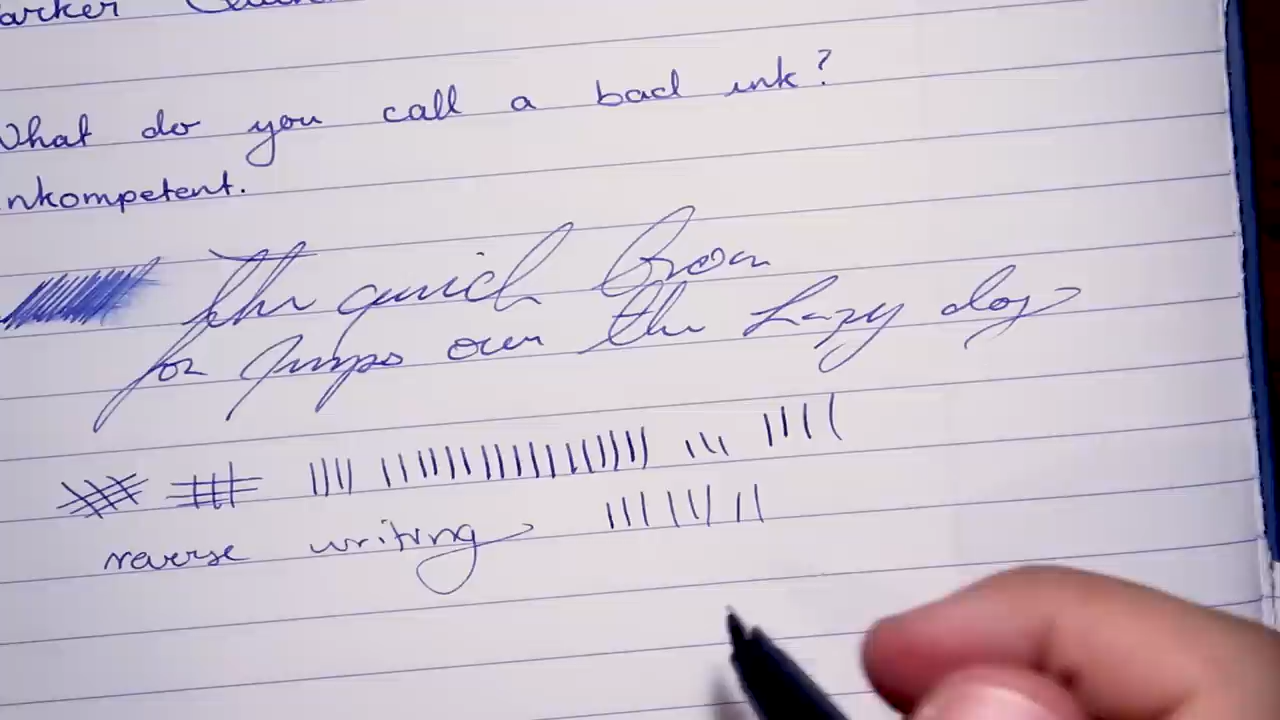 arker
What do you call a bad ink?
nkompetent.
The quick Brown
fox Jumps over the Lazy dog
reverse writing